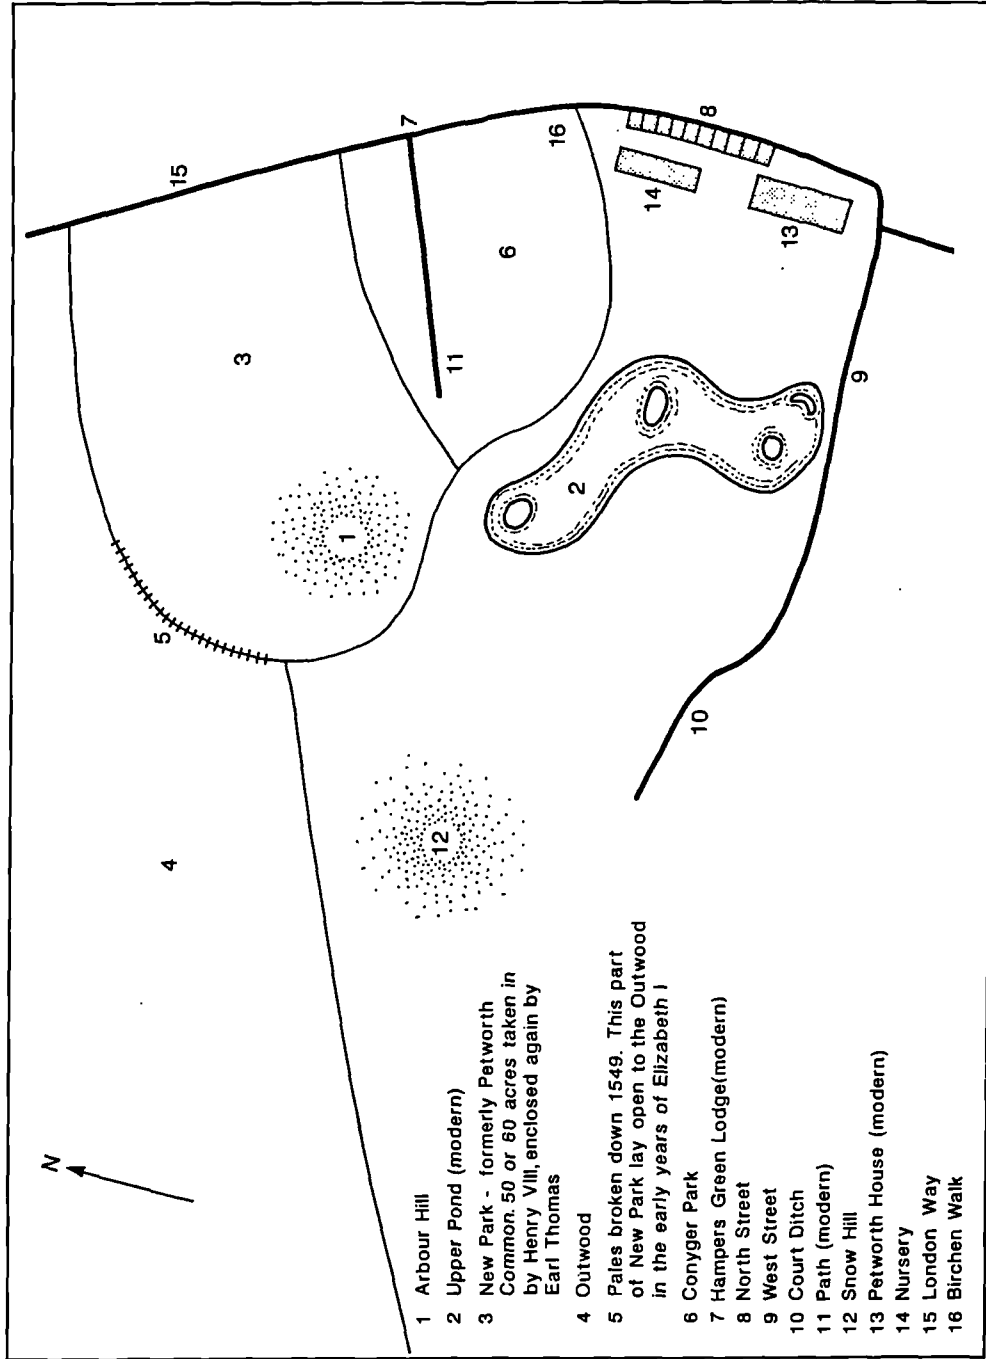 N
15
7
8
16
14
13
3
6
11
9
1
2
5
10
12
4
1 Arbour Hill
2 Upper Pond (modern)
3 New Park - formerly Petworth
Common. 50 or 60 acres taken in
by Henry VIII, enclosed again by
Earl Thomas
4 Outwood
5 Pales broken down 1549. This part
of New Park lay open to the Outwood
in the early years of Elizabeth I
6 Conyger Park
7 Hampers Green Lodge(modern)
8 North Street
9 West Street
10 Court Ditch
11 Path (modern)
12 Snow Hill
13 Petworth House (modern)
14 Nursery
15 London Way
16 Birchen Walk